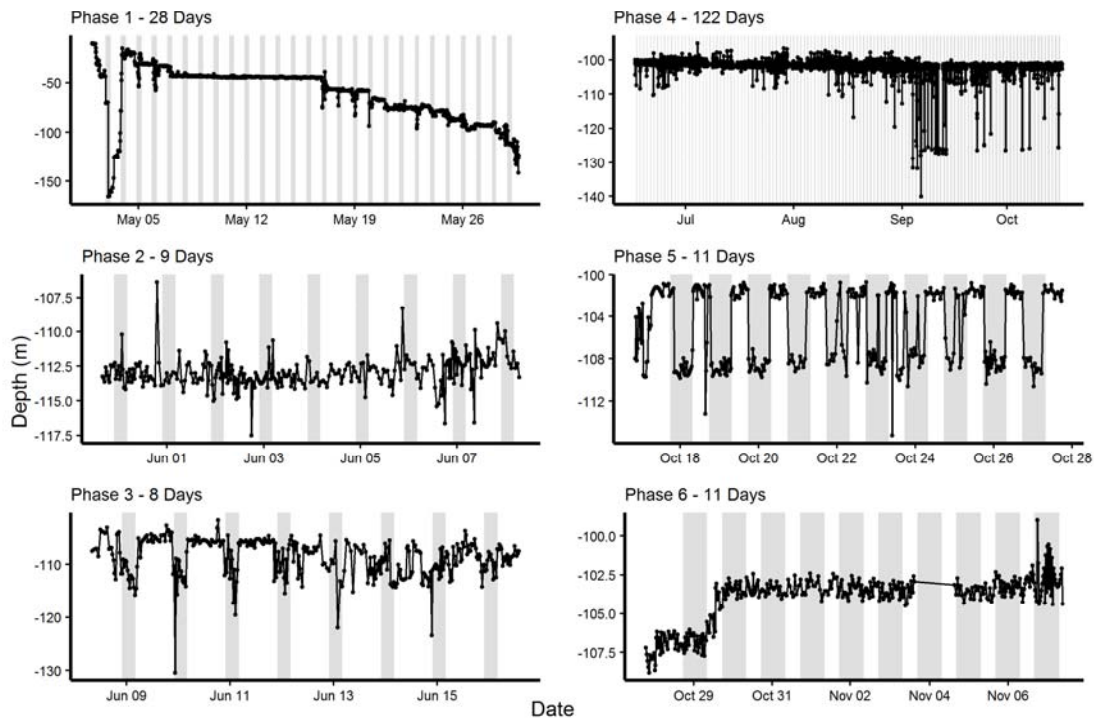 Phase 1 - 28 Days
-50
-100
-150
May 05 May 12 May 19 May 26
Phase 4 - 122 Days
-100
-110
-120
-130
-140
Jul Aug Sep Oct
Phase 2 - 9 Days
-107.5
-110.0
-112.5
-115.0
-117.5
Jun 01 Jun 03 Jun 05 Jun 07
Phase 5 - 11 Days
-100
-104
-108
-112
Oct 18 Oct 20 Oct 22 Oct 24 Oct 26 Oct 28
Depth (m)
Phase 3 - 8 Days
-110
-120
-130
Jun 09 Jun 11 Jun 13 Jun 15
Phase 6 - 11 Days
-100.0
-102.5
-105.0
-107.5
Oct 29 Oct 31 Nov 02 Nov 04 Nov 06
Date